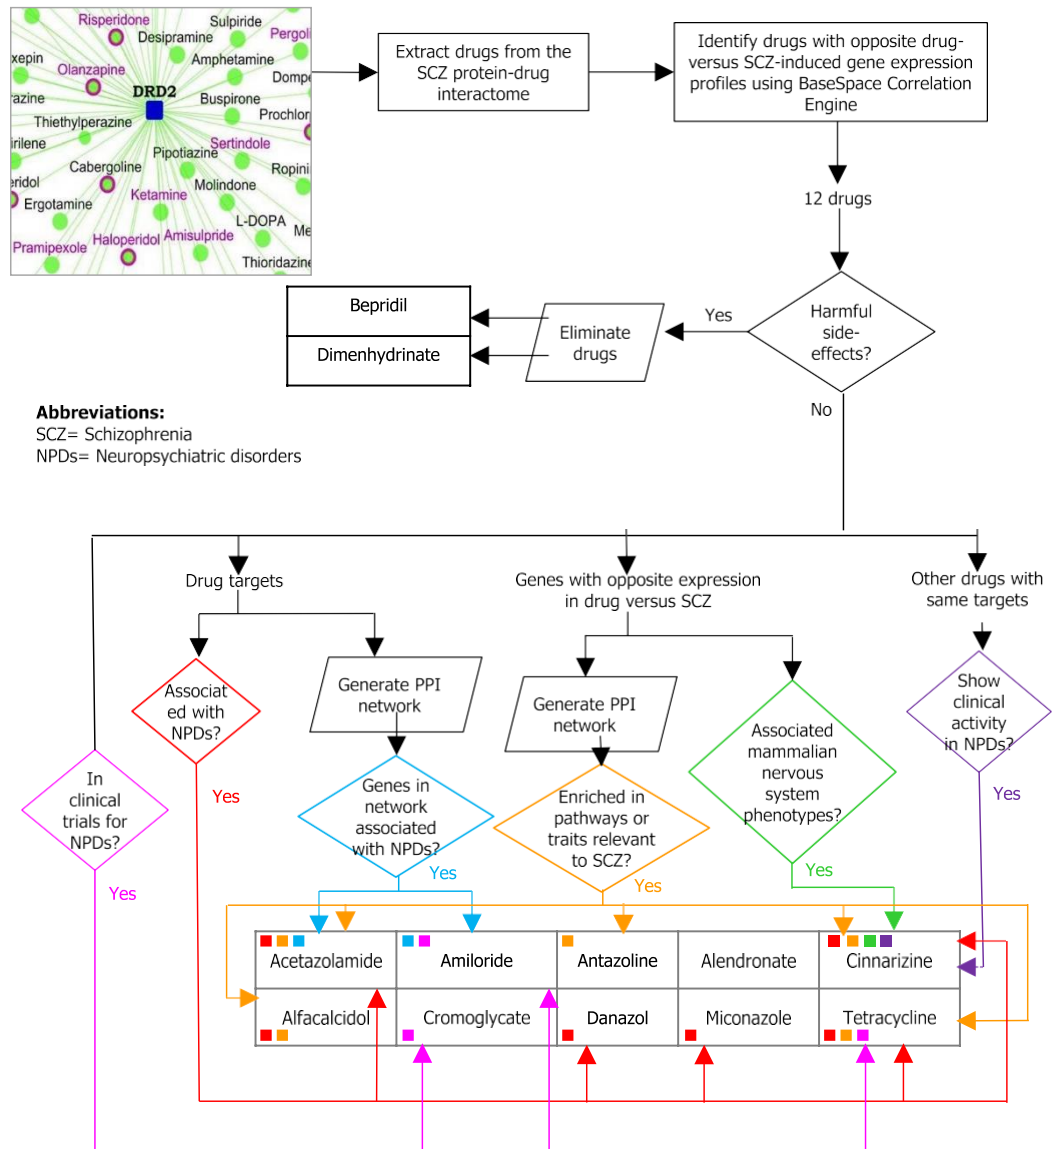 Risperidone
Sulpiride
Desipramine
Pergoli
xepin
Amphetamine
Olanzapine
Dompe
DRD2
razine
Buspirone
Prochlor
Thiethylperazine
irilene
Sertindole
Pipotiazine
Cabergoline
Ropini
eridol
Molindone
Ketamine
Ergotamine
L-DOPA
Me
Pramipexole
Haloperidol
Amisulpride
Thioridazine
Extract drugs from the
SCZ protein-drug
interactome
Identify drugs with opposite drug-
versus SCZ-induced gene expression
profiles using BaseSpace Correlation
Engine
12 drugs
Harmful
side-
effects?
Yes
Eliminate
drugs
Bepridil
Dimenhydrinate
No
Abbreviations:
SCZ= Schizophrenia
NPDs= Neuropsychiatric disorders
Drug targets
Genes with opposite expression
in drug versus SCZ
Other drugs with
same targets
Associat
ed with
NPDs?
Generate PPI
network
Generate PPI
network
Show
clinical
activity
in NPDs?
In
clinical
trials for
NPDs?
Yes
Genes in
network
associated
with NPDs?
Enriched in
pathways or
traits relevant
to SCZ?
Associated
mammalian
nervous
system
phenotypes?
Yes
Yes
Yes
Yes
Yes
Acetazolamide
Amiloride
Antazoline
Alendronate
Cinnarizine
Alfacalcidol
Cromoglycate
Danazol
Miconazole
Tetracycline